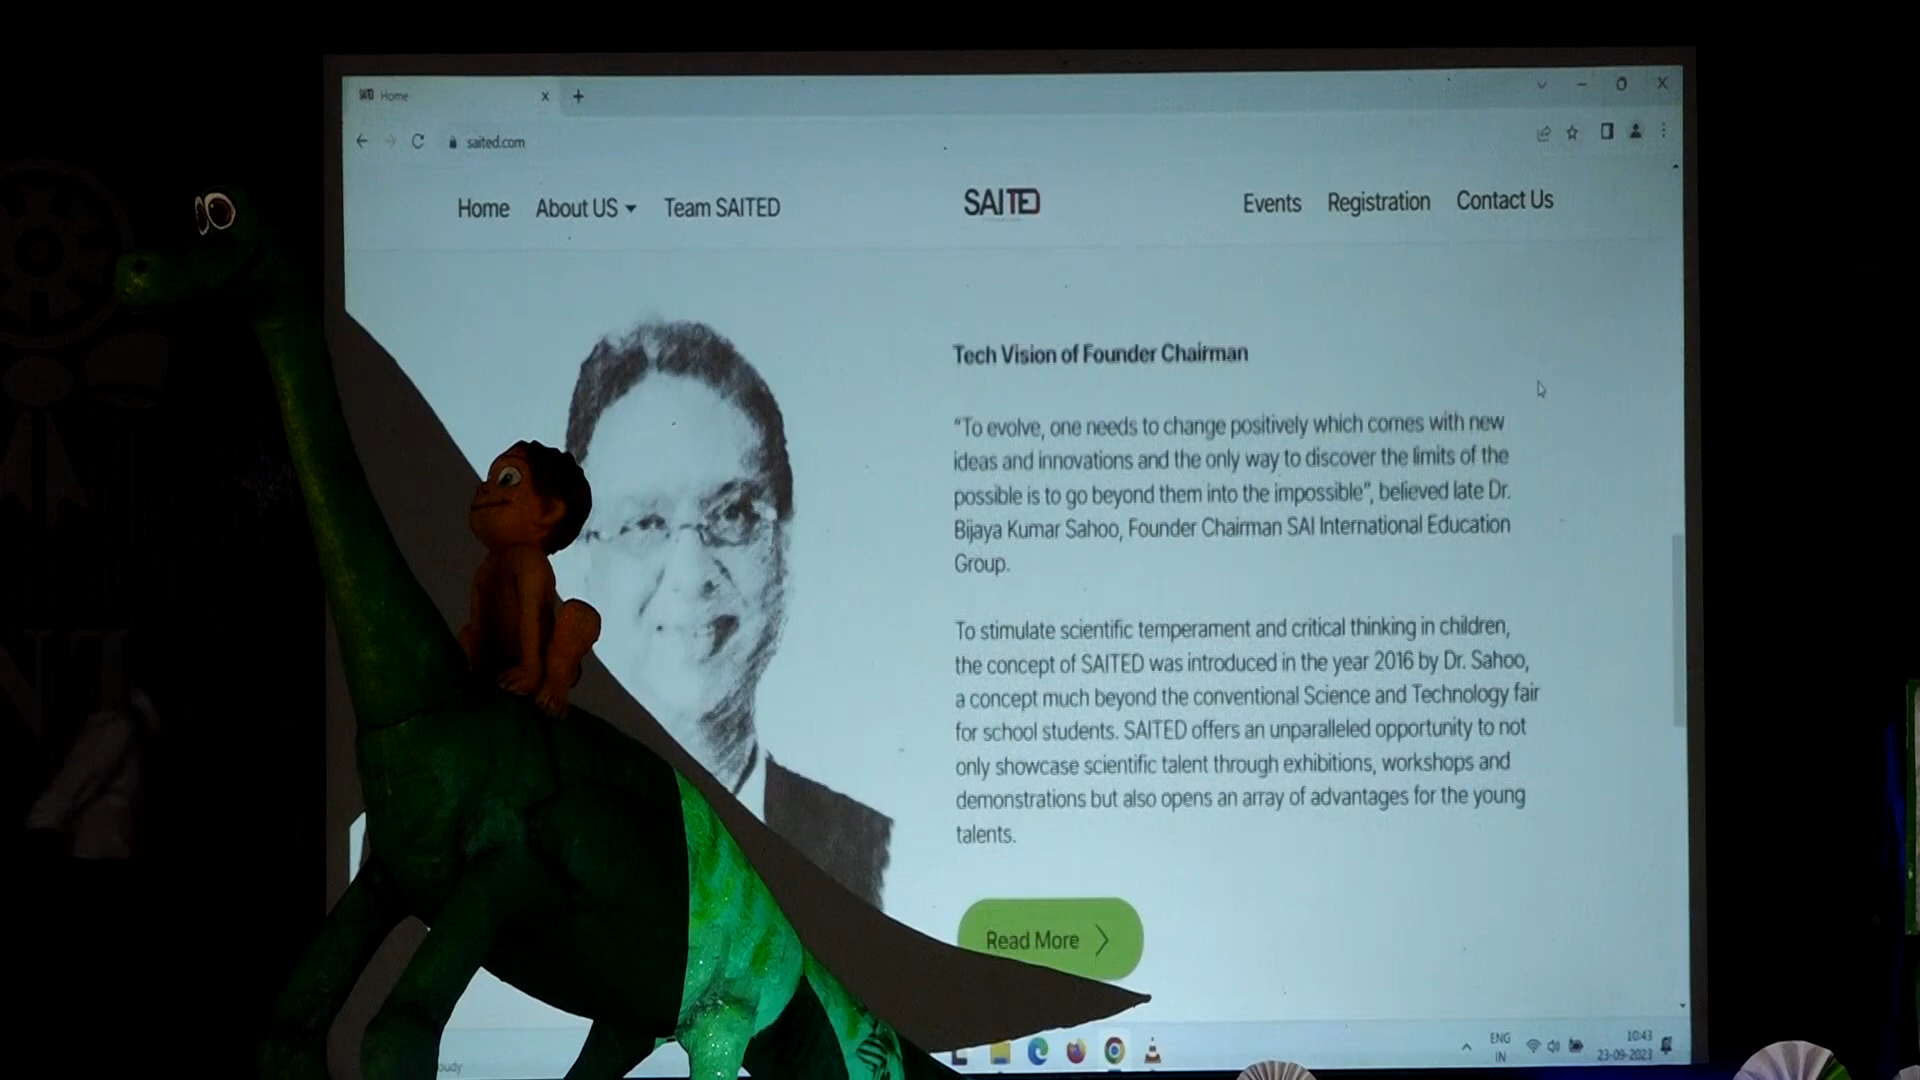 SAITED Home
saited.com
Home About US Team SAITED SAITED Events Registration Contact Us
Tech Vision of Founder Chairman
“To evolve, one needs to change positively which comes with new
ideas and innovations and the only way to discover the limits of the
possible is to go beyond them into the impossible”, believed late Dr.
Bijaya Kumar Sahoo, Founder Chairman SAI International Education
Group.
To stimulate scientific temperament and critical thinking in children,
the concept of SAITED was introduced in the year 2016 by Dr. Sahoo,
a concept much beyond the conventional Science and Technology fair
for school students. SAITED offers an unparalleled opportunity to not
only showcase scientific talent through exhibitions, workshops and
demonstrations but also opens an array of advantages for the young
talents.
Read More
ENG
IN
10:43
23-09-2023